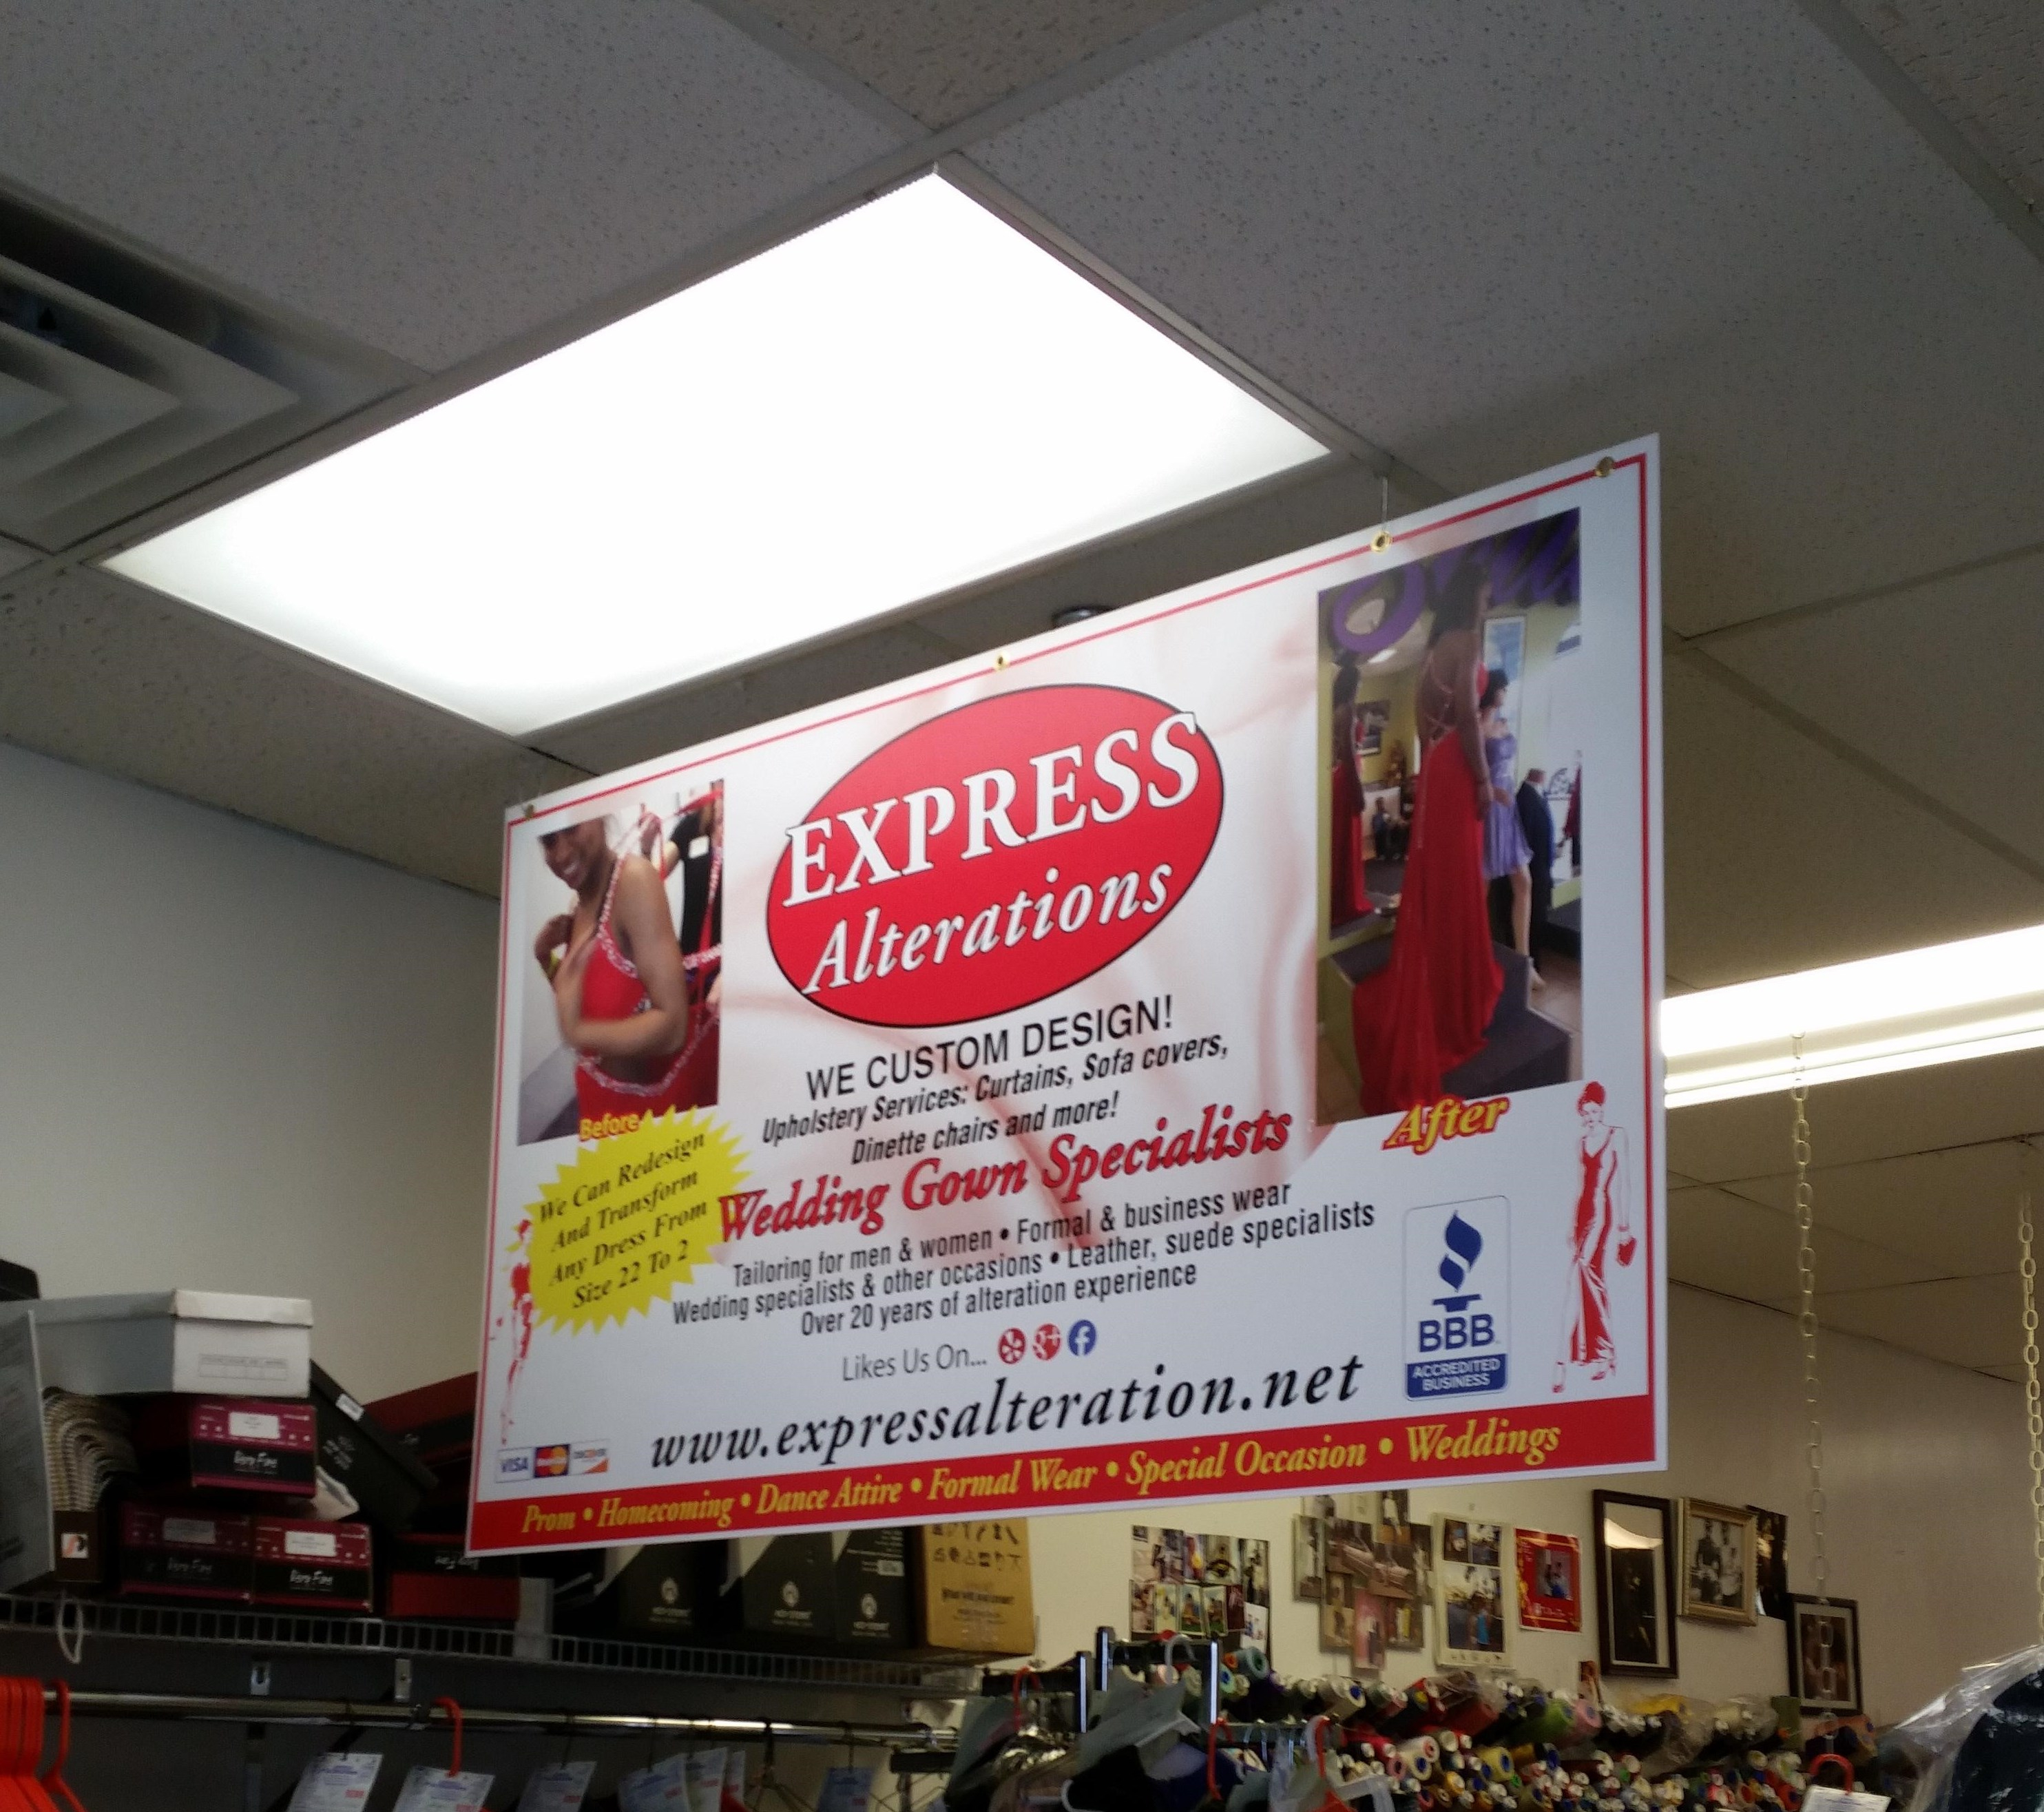 EXPRESS
Alterations
WE CUSTOM DESIGN!
Upholstery Services: Curtains, Sofa covers,
Dinette chairs and more!
Wedding Gown Specialists
Tailoring for men & women • Formal & business wear
Wedding specialists & other occasions • Leather, suede specialists
Over 20 years of alteration experience
Likes Us On...
www.expressalteration.net
Before
We Can Redesign
And Transform
Any Dress From
Size 22 To 2
After
BBB
ACCREDITED
BUSINESS
VISA
MasterCard
DISCOVER
Prom • Homecoming • Dance Attire • Formal Wear • Special Occasion • Weddings